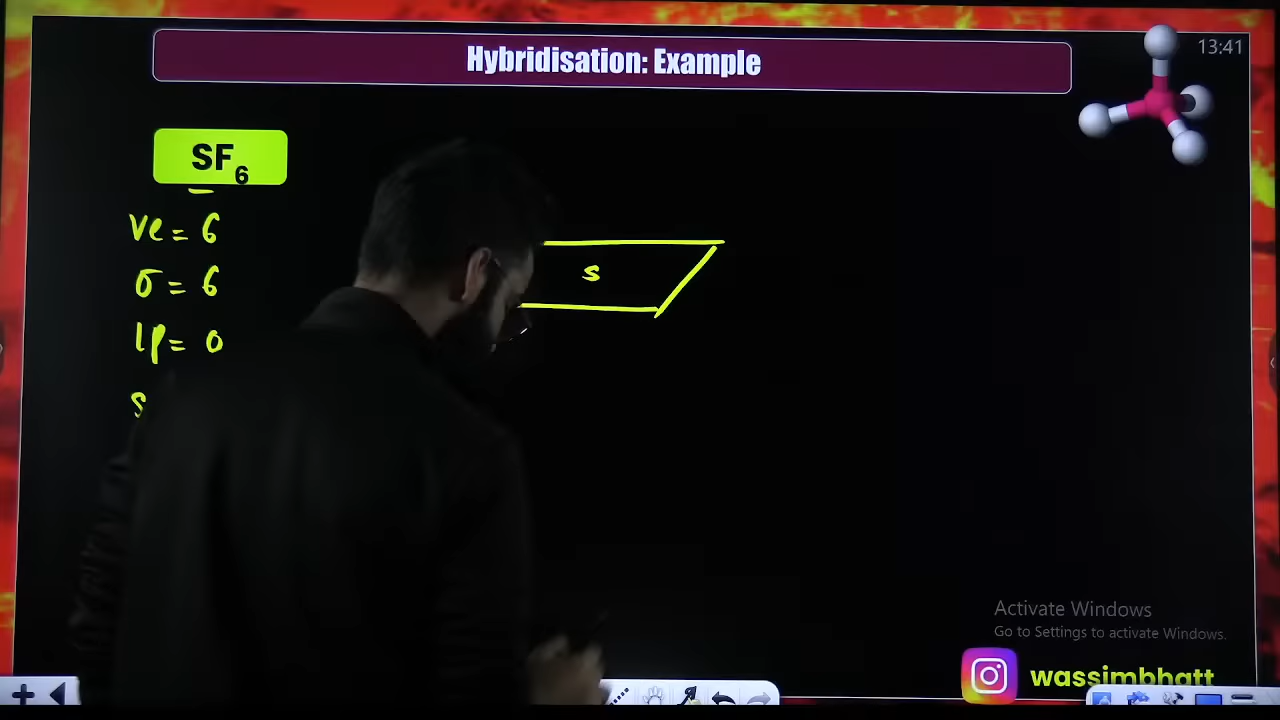 Hybridisation: Example
13:41
SF6
ve = 6
σ = 6
lp = 0
S
S
Activate Windows
Go to Settings to activate Windows.
wassimbhatt